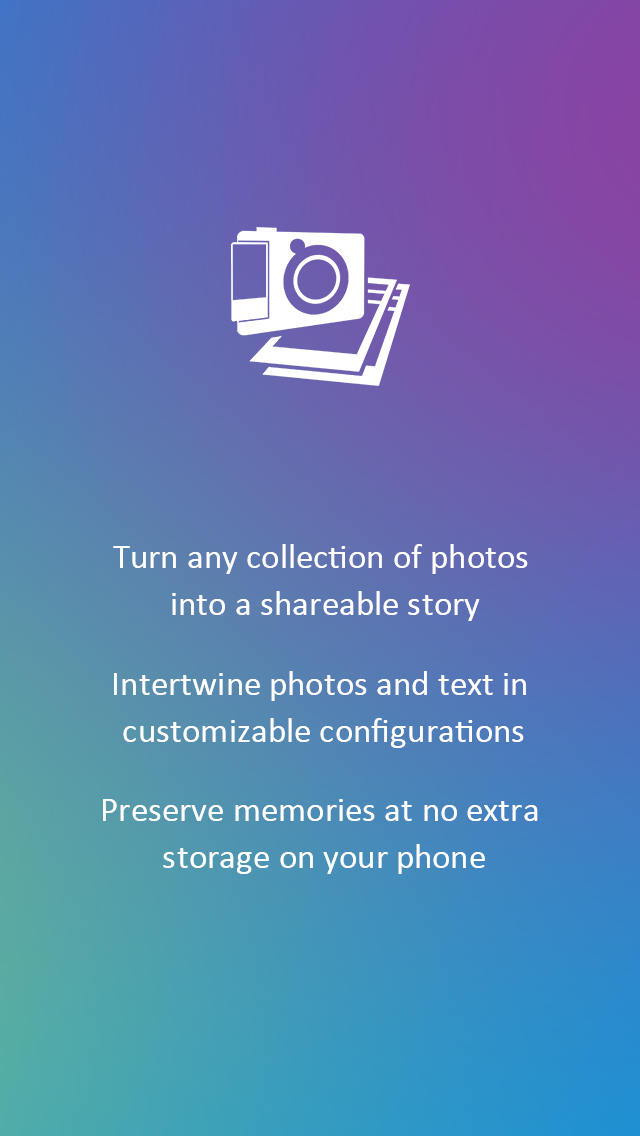 Turn any collection of photos
into a shareable story
Intertwine photos and text in
customizable configurations
Preserve memories at no extra
storage on your phone